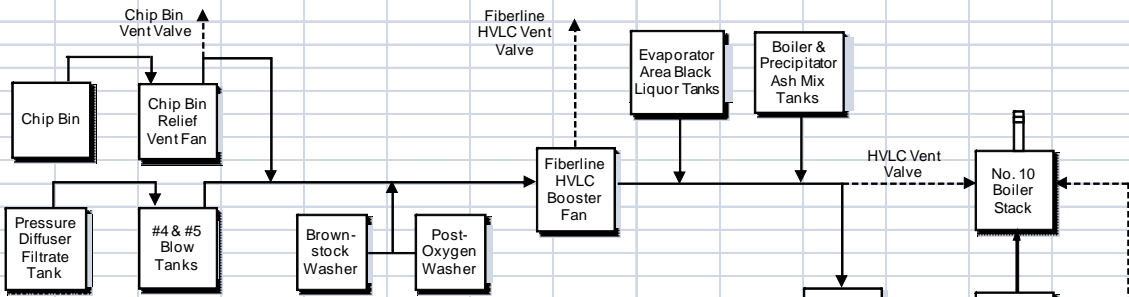 Chip Bin
Vent Valve
Fiberline
HVLC Vent
Valve
Evaporator
Area Black
Liquor Tanks
Boiler &
Precipitator
Ash Mix
Tanks
Chip Bin
Chip Bin
Relief
Vent Fan
Fiberline
HVLC
Booster
Fan
HVLC Vent
Valve
No. 10
Boiler
Stack
Pressure
Diffuser
Filtrate
Tank
#4 & #5
Blow
Tanks
Brown-
stock
Washer
Post-
Oxygen
Washer